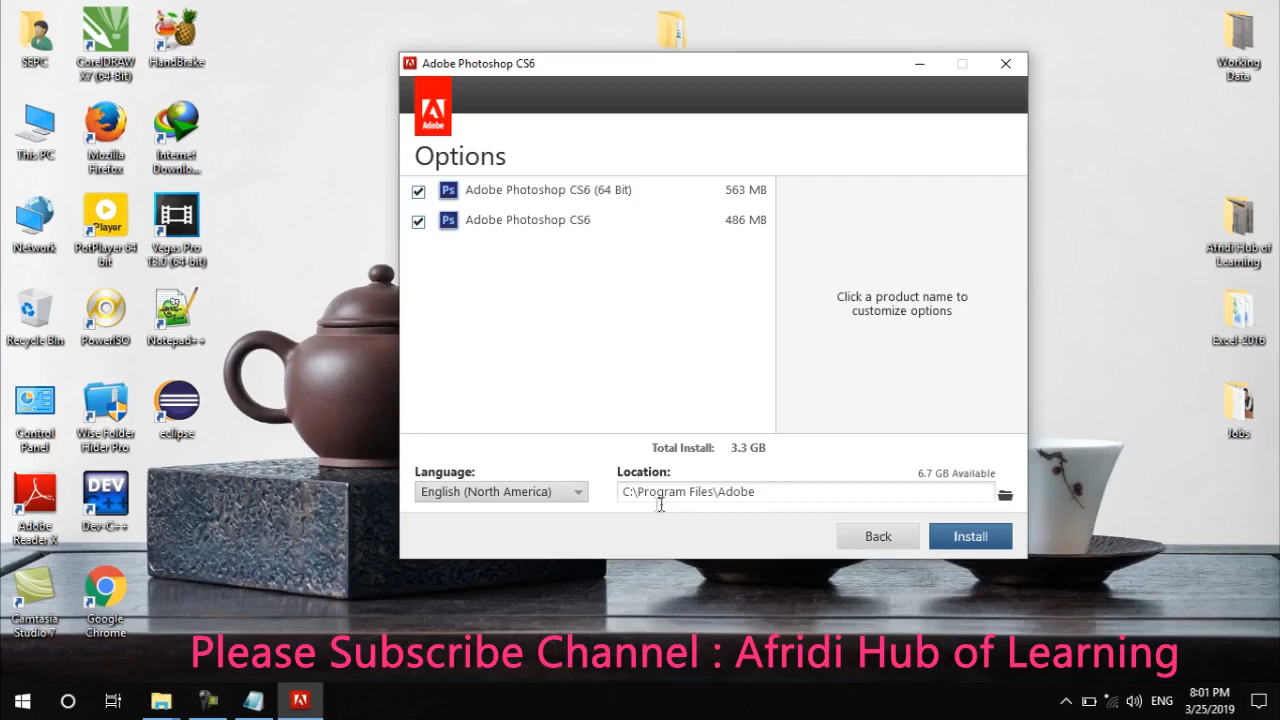 SEPC
CorelDRAW
X7 (64-Bit)
HandBrake
This PC
Mozilla
Firefox
Internet
Downlo...
Network
Player
PotPlayer 64
bit
Vegas Pro
13.0 (64-bit)
Recycle Bin
PowerISO
Notepad++
Control
Panel
Wise Folder
Hider Pro
eclipse
Adobe
Reader X
DEV
C++
Dev-C++
Camtasia
Studio 7
Google
Chrome
Adobe Photoshop CS6
Adobe
Options
Ps Adobe Photoshop CS6 (64 Bit) 563 MB
Ps Adobe Photoshop CS6 486 MB
Click a product name to
customize options
Total Install: 3.3 GB
Language:
English (North America)
Location: 6.7 GB Available
C:\Program Files\Adobe
Back
Install
Working
Data
Afridi Hub of
Learning
Excel-2016
Jobs
Please Subscribe Channel : Afridi Hub of Learning
ENG
8:01 PM
3/25/2019